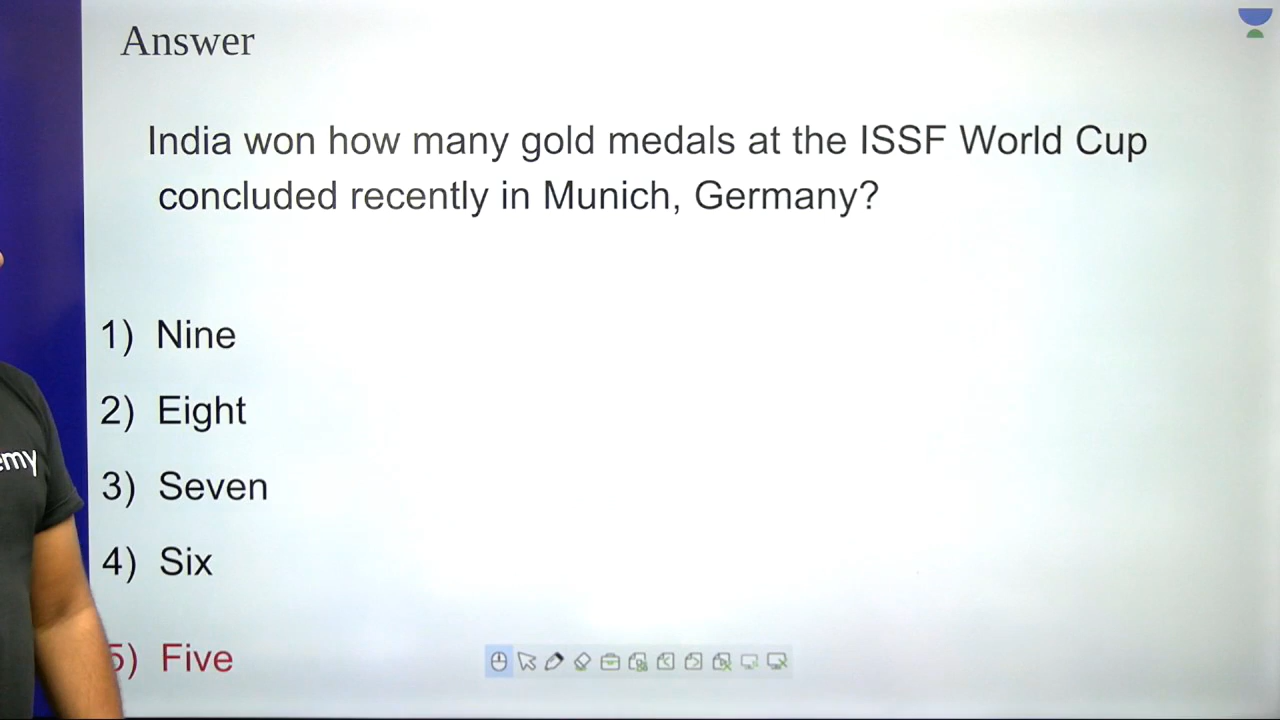 Answer
India won how many gold medals at the ISSF World Cup
concluded recently in Munich, Germany?
1) Nine
2) Eight
3) Seven
emy
4) Six
5) Five